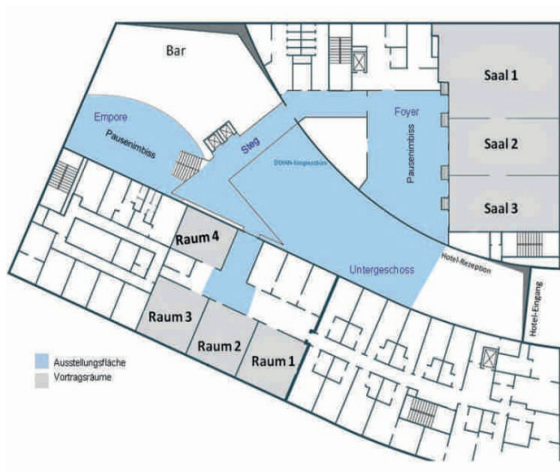 Bar
Saal 1
Empore
Foyer
Pausenimbiss
Steg
Pausenimbiss
Saal 2
Saal 3
Raum 4
Hotel-Rezeption
Untergeschoss
Hotel-Eingang
Raum 3
Raum 2
Raum 1
Ausstellungsfläche
Vortragsräume